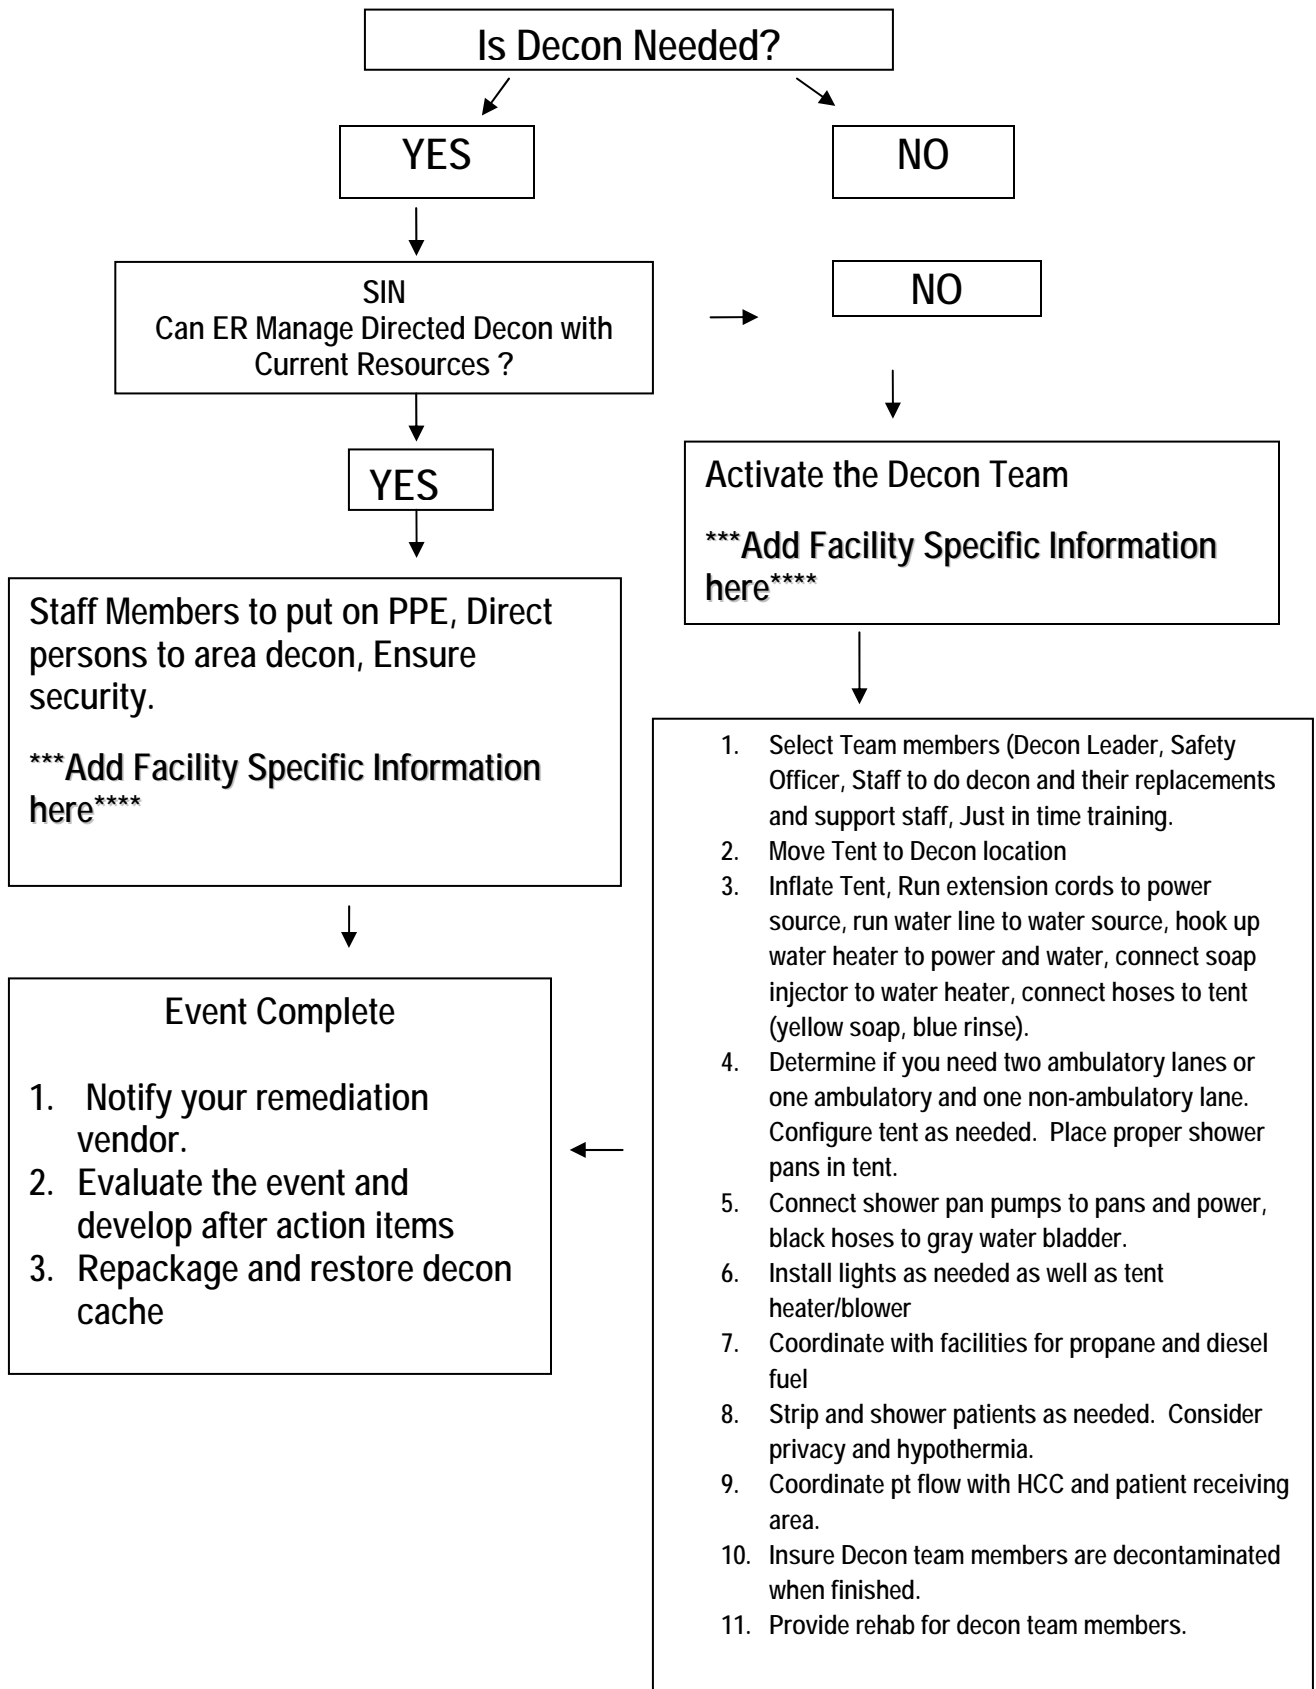 Is Decon Needed?
YES
NO
SIN
Can ER Manage Directed Decon with
Current Resources ?
NO
YES
Activate the Decon Team
***Add Facility Specific Information
here****
Staff Members to put on PPE, Direct
persons to area decon, Ensure
security.
***Add Facility Specific Information
here****
1. Select Team members (Decon Leader, Safety
Officer, Staff to do decon and their replacements
and support staff, Just in time training.
2. Move Tent to Decon location
3. Inflate Tent, Run extension cords to power
source, run water line to water source, hook up
water heater to power and water, connect soap
injector to water heater, connect hoses to tent
(yellow soap, blue rinse).
4. Determine if you need two ambulatory lanes or
one ambulatory and one non-ambulatory lane.
Configure tent as needed. Place proper shower
pans in tent.
5. Connect shower pan pumps to pans and power,
black hoses to gray water bladder.
6. Install lights as needed as well as tent
heater/blower
7. Coordinate with facilities for propane and diesel
fuel
8. Strip and shower patients as needed. Consider
privacy and hypothermia.
9. Coordinate pt flow with HCC and patient receiving
area.
10. Insure Decon team members are decontaminated
when finished.
11. Provide rehab for decon team members.
Event Complete
1. Notify your remediation
vendor.
2. Evaluate the event and
develop after action items
3. Repackage and restore decon
cache